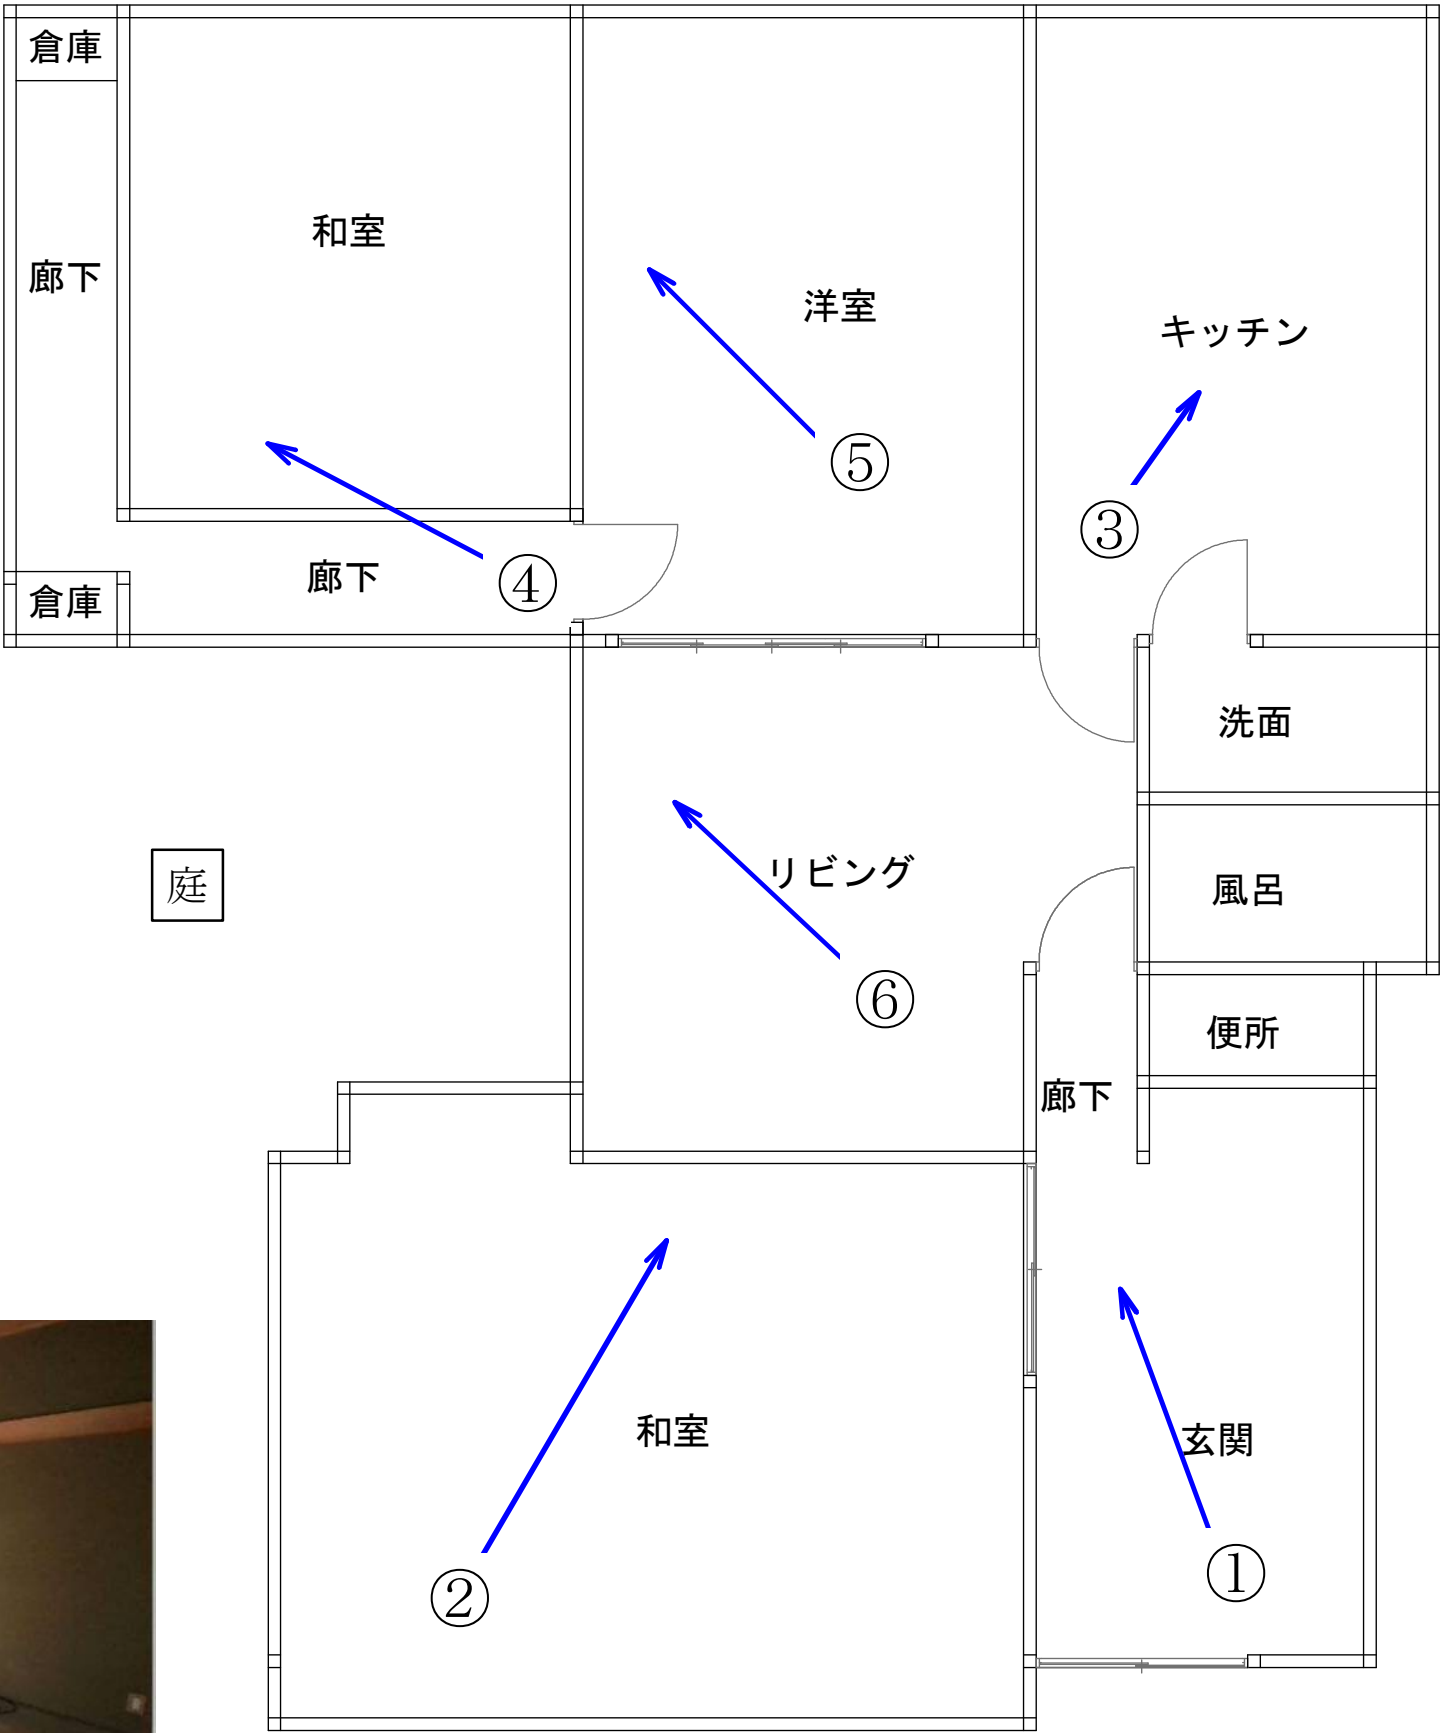 倉庫
和室
廊下
洋室
キッチン
⑤
③
廊下
④
倉庫
洗面
庭
リビング
風呂
⑥
便所
廊下
和室
玄関
②
①